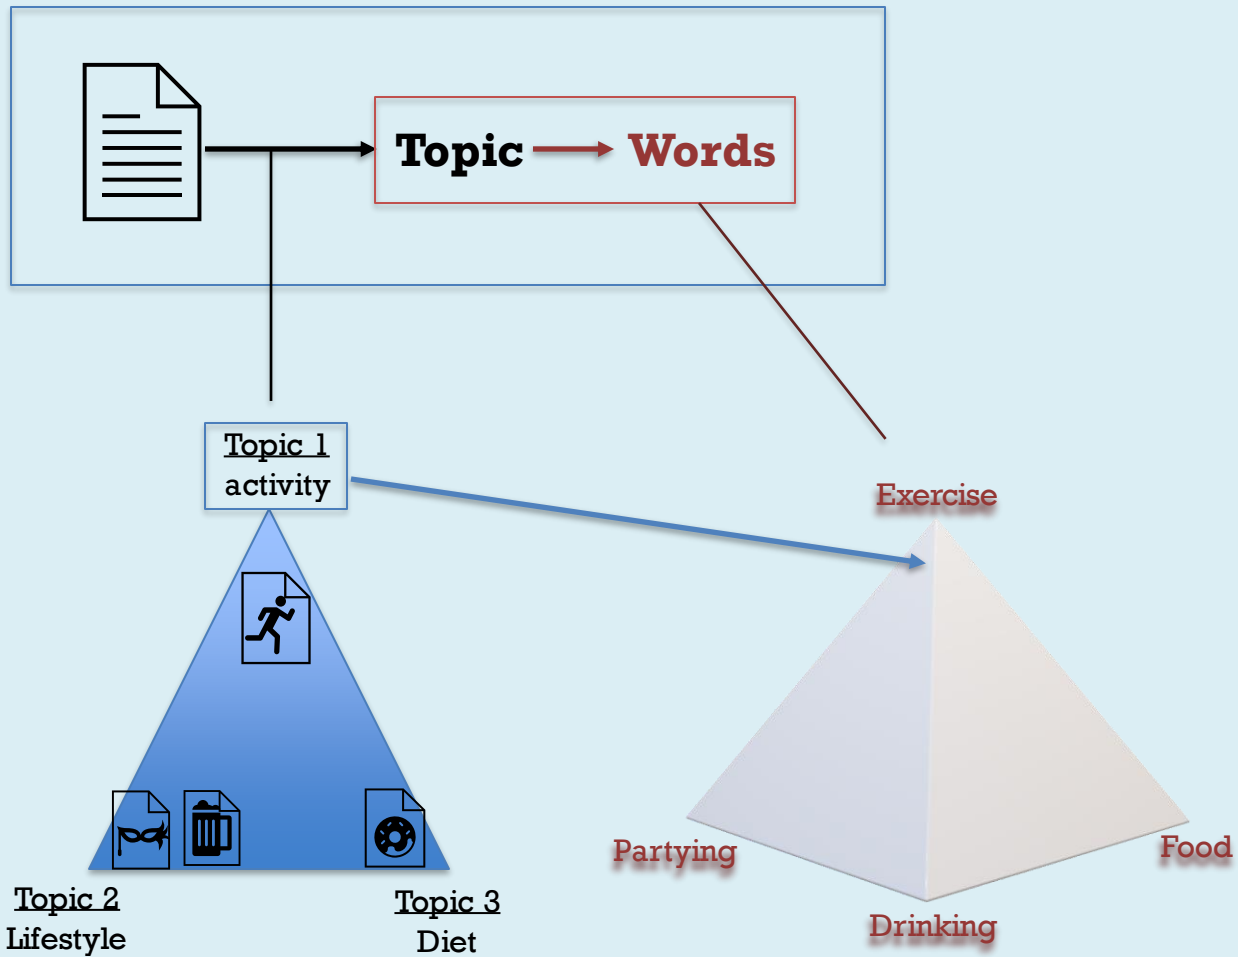 Topic Words
Topic 1
activity
Exercise
Partying
Food
Drinking
Topic 2
Lifestyle
Topic 3
Diet